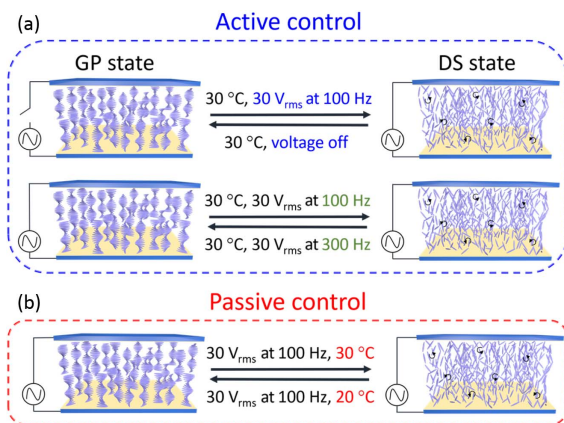 (a) Active control
GP state
DS state
30 °C, 30 Vrms at 100 Hz
30 °C, voltage off
30 °C, 30 Vrms at 100 Hz
30 °C, 30 Vrms at 300 Hz
(b) Passive control
30 Vrms at 100 Hz, 30 °C
30 Vrms at 100 Hz, 20 °C